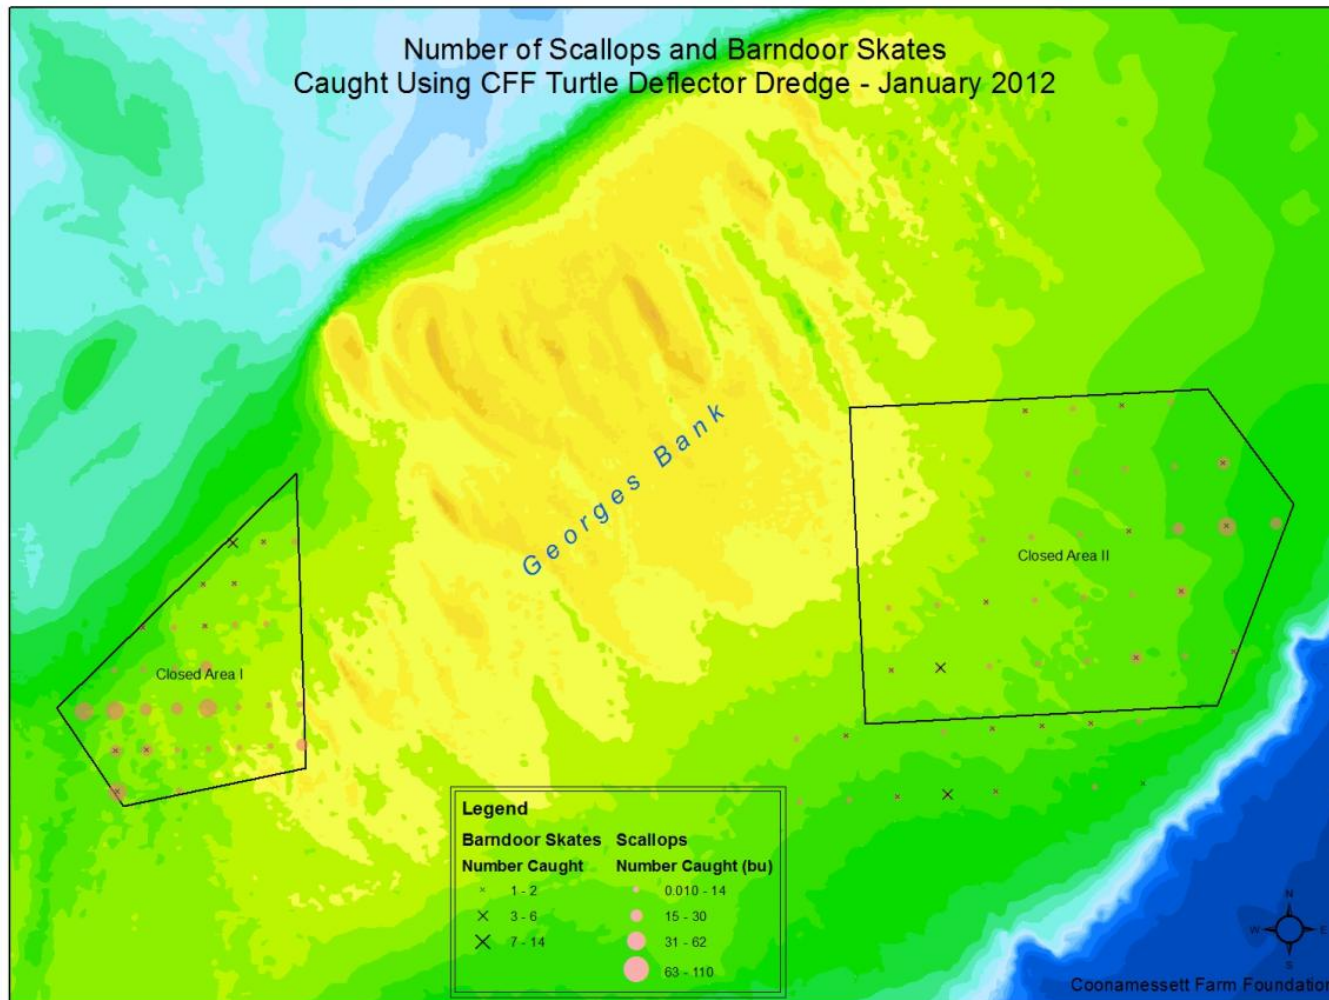 Number of Scallops and Barndoor Skates
Caught Using CFF Turtle Deflector Dredge - January 2012
Georges Bank
Closed Area II
Closed Area I
Legend
Barndoor Skates Scallops
Number Caught Number Caught (bu)
1 - 2 0.010 - 14
3 - 6 15 - 30
7 - 14 31 - 62
63 - 110
N
W E
S
Coonamessett Farm Foundation